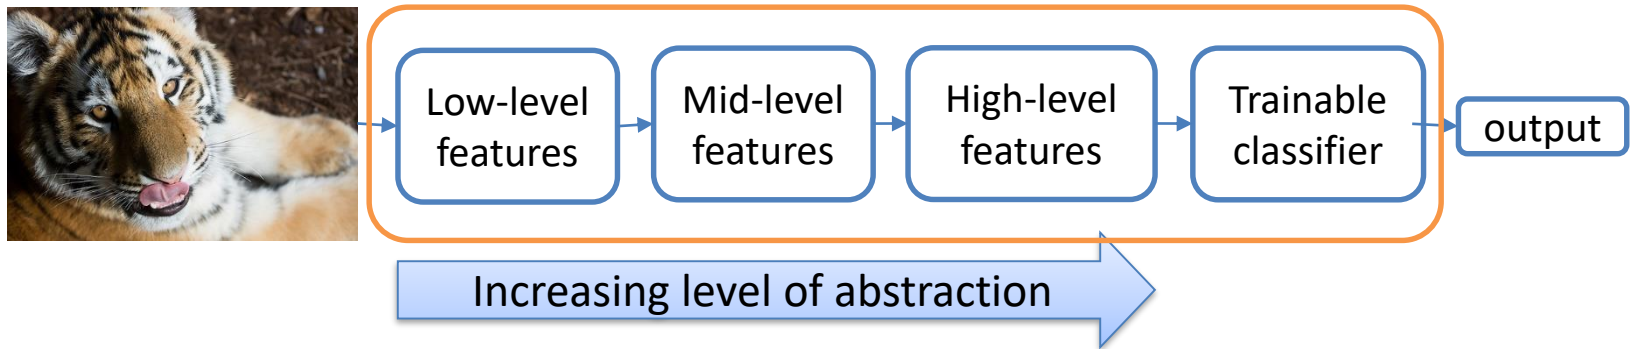 Low-level
features
Mid-level
features
High-level
features
Trainable
classifier
output
Increasing level of abstraction